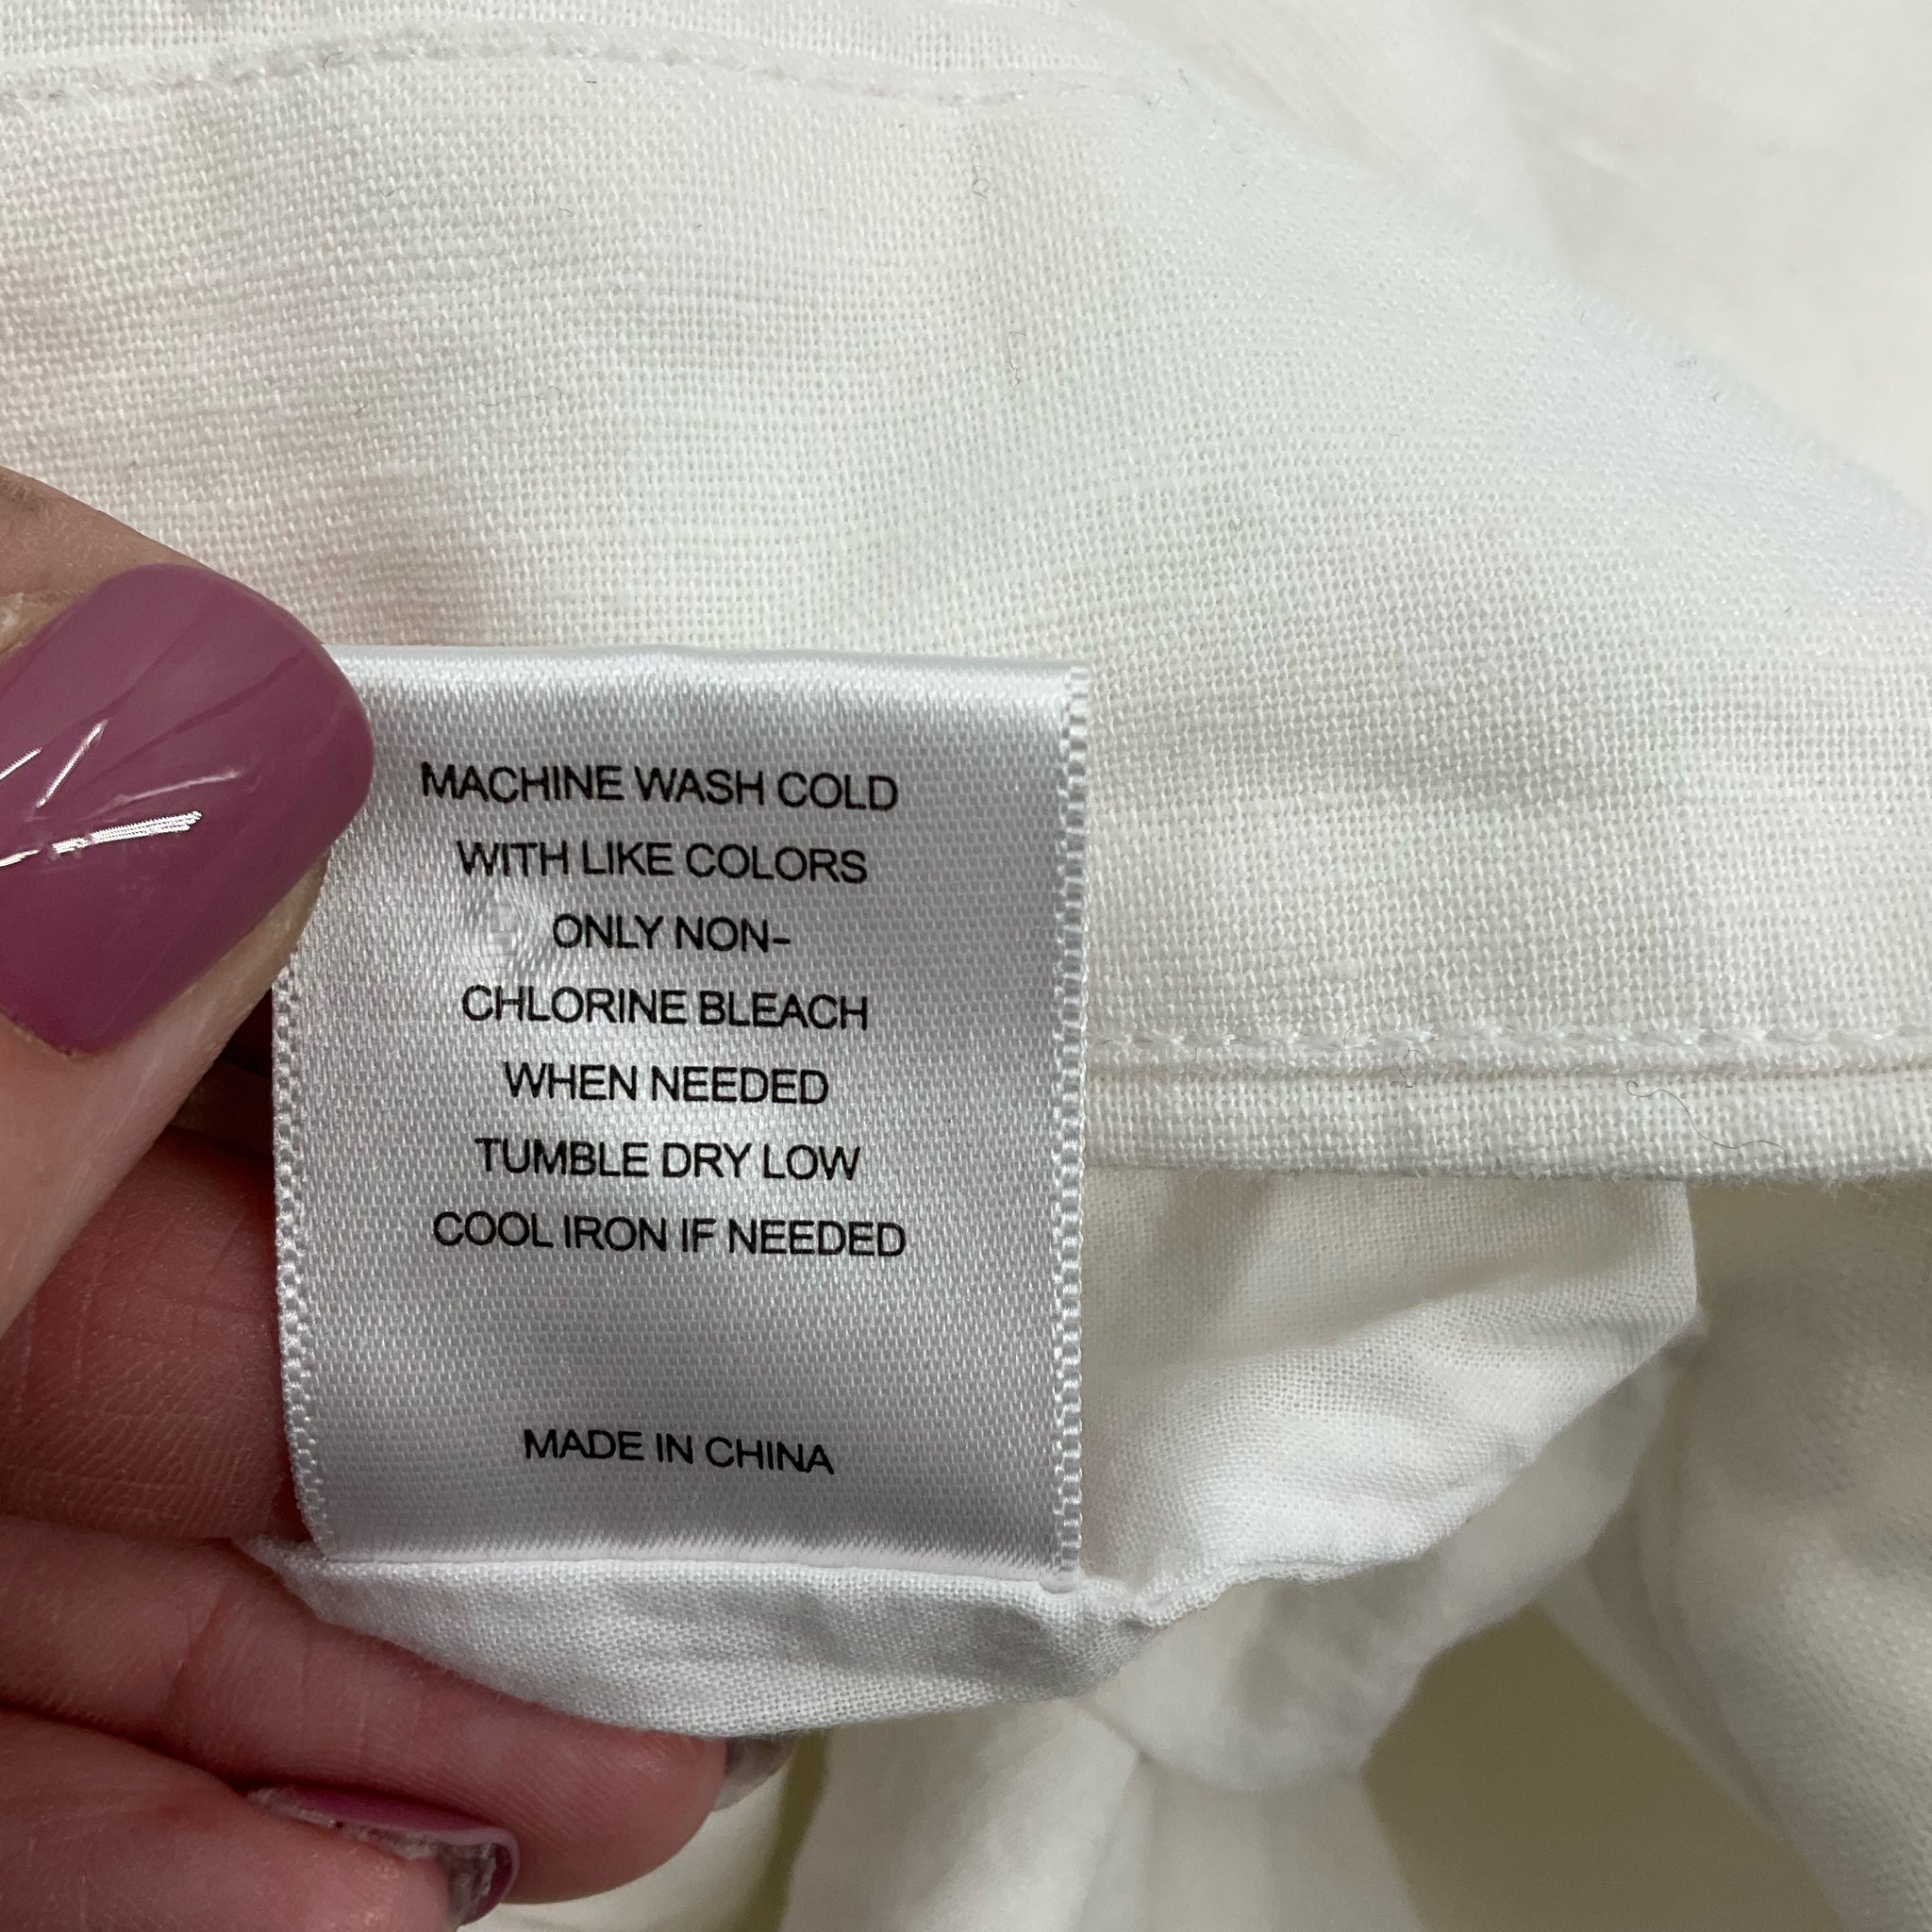 MACHINE WASH COLD
WITH LIKE COLORS
ONLY NON-
CHLORINE BLEACH
WHEN NEEDED
TUMBLE DRY LOW
COOL IRON IF NEEDED
MADE IN CHINA